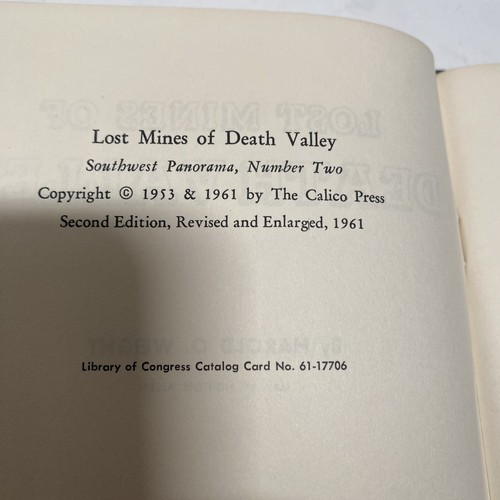 Lost Mines of Death Valley
Southwest Panorama, Number Two
Copyright © 1953 & 1961 by The Calico Press
Second Edition, Revised and Enlarged, 1961
Library of Congress Catalog Card No. 61-17706